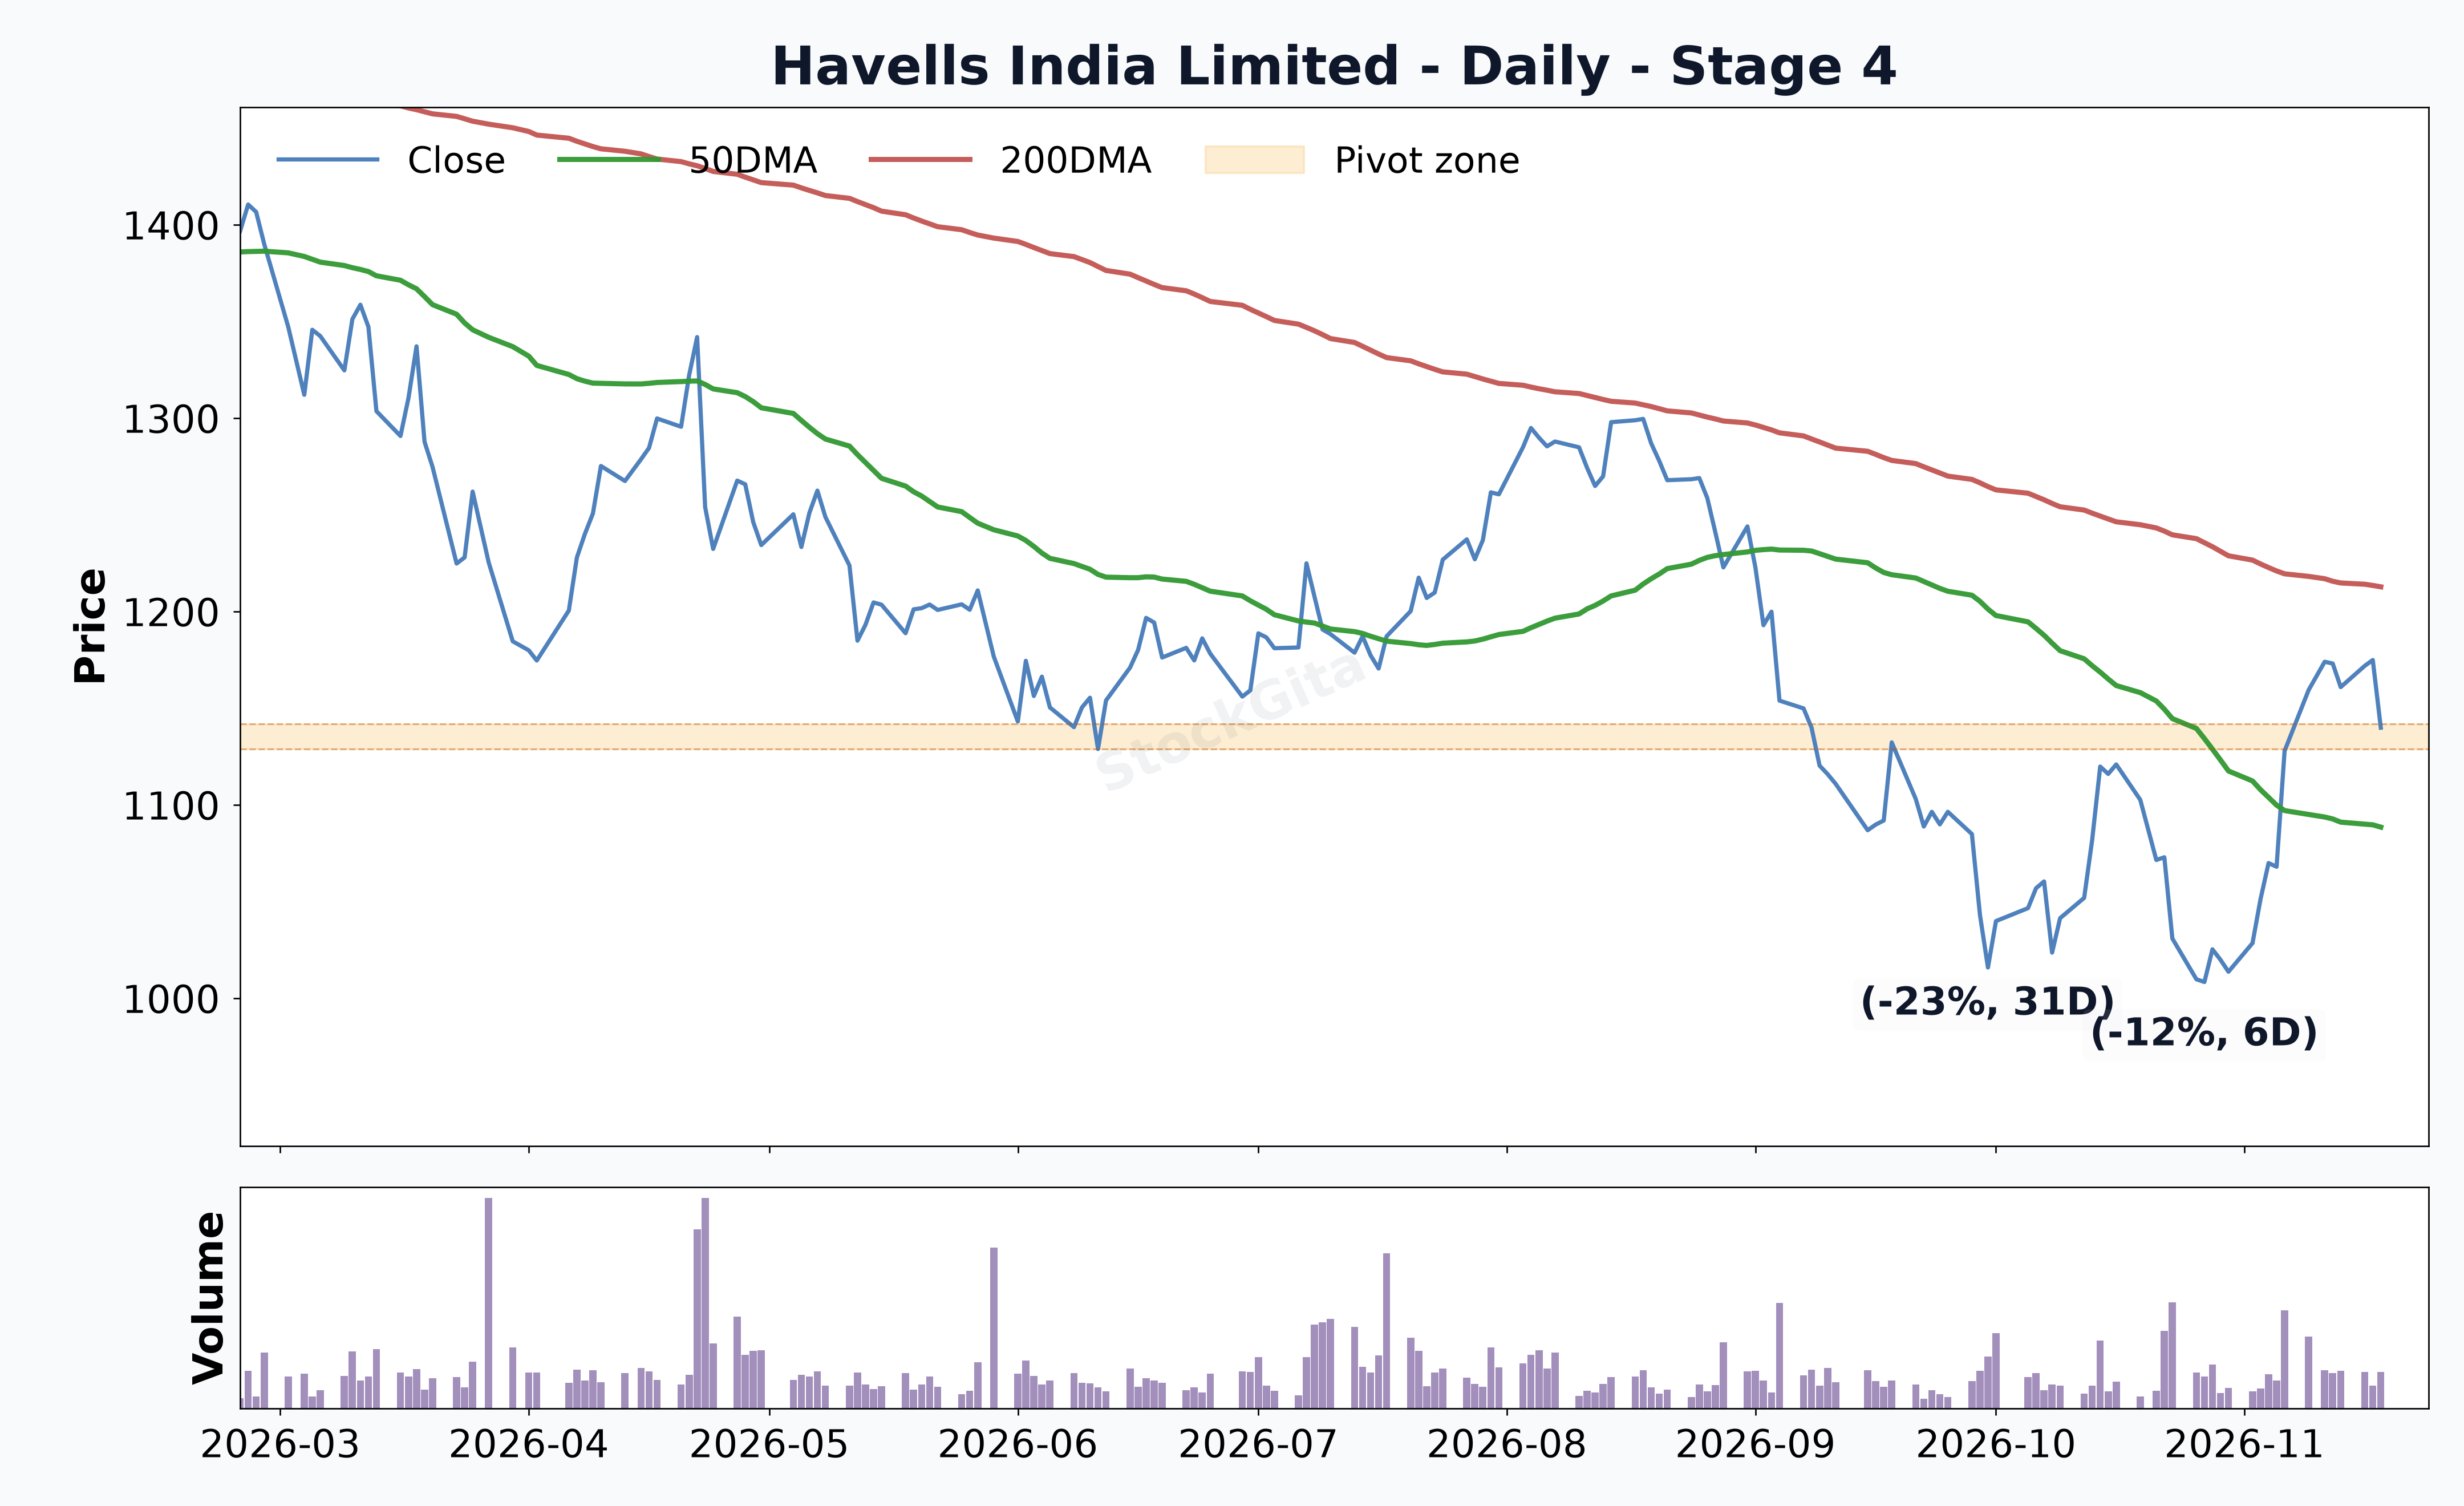 Havells India Limited - Daily - Stage 4
Close 50DMA 200DMA Pivot zone
Price
1400
1300
1200
1100
1000
StockGita
(-23%, 31D)
(-12%, 6D)
Volume
2026-03 2026-04 2026-05 2026-06 2026-07 2026-08 2026-09 2026-10 2026-11